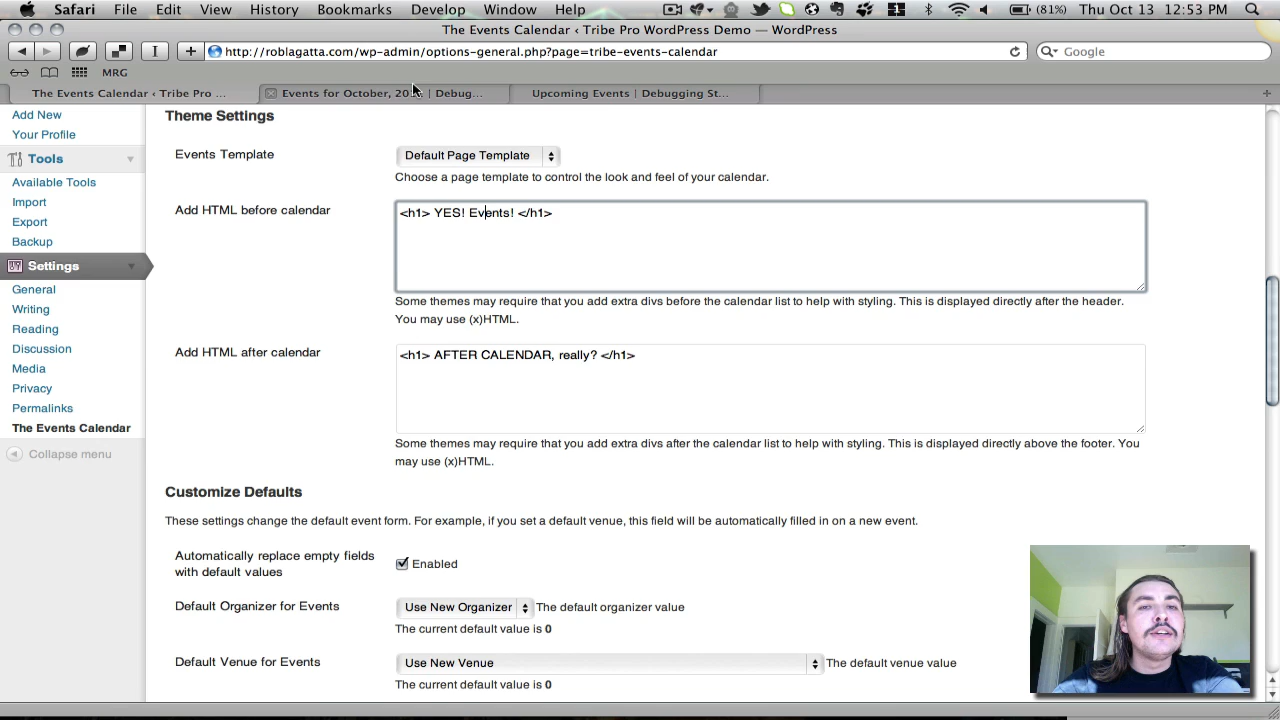 Safari File Edit View History Bookmarks Develop Window Help (81%) Thu Oct 13 12:53 PM
The Events Calendar ‹ Tribe Pro WordPress Demo — WordPress
http://roblagatta.com/wp-admin/options-general.php?page=tribe-events-calendar Google
MRG
The Events Calendar ‹ Tribe Pro ... Events for October, 20 | Debug... Upcoming Events | Debugging St...
Add New
Your Profile
Tools
Available Tools
Import
Export
Backup
Settings
General
Writing
Reading
Discussion
Media
Privacy
Permalinks
The Events Calendar
Collapse menu
Theme Settings
Events Template Default Page Template
Choose a page template to control the look and feel of your calendar.
Add HTML before calendar <h1> YES! Events! </h1>
Some themes may require that you add extra divs before the calendar list to help with styling. This is displayed directly after the header.
You may use (x)HTML.
Add HTML after calendar <h1> AFTER CALENDAR, really? </h1>
Some themes may require that you add extra divs after the calendar list to help with styling. This is displayed directly above the footer. You
may use (x)HTML.
Customize Defaults
These settings change the default event form. For example, if you set a default venue, this field will be automatically filled in on a new event.
Automatically replace empty fields
with default values Enabled
Default Organizer for Events Use New Organizer The default organizer value
The current default value is 0
Default Venue for Events Use New Venue The default venue value
The current default value is 0